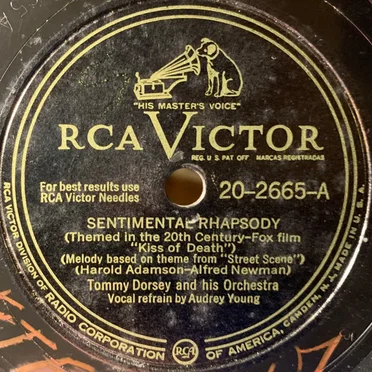 "HIS MASTER'S VOICE"
RCA VICTOR
REG. U.S. PAT OFF MARCAS REGISTRADAS
For best results use
RCA Victor Needles
20-2665-A
SENTIMENTAL RHAPSODY
(Themed in the 20th Century-Fox film
"Kiss of Death")
(Melody based on theme from "Street Scene")
(Harold Adamson-Alfred Newman)
Tommy Dorsey and his Orchestra
Vocal refrain by Audrey Young
RCA VICTOR DIVISION OF RADIO CORPORATION OF AMERICA, CAMDEN, N.J. MADE IN U.S.A.
RCA